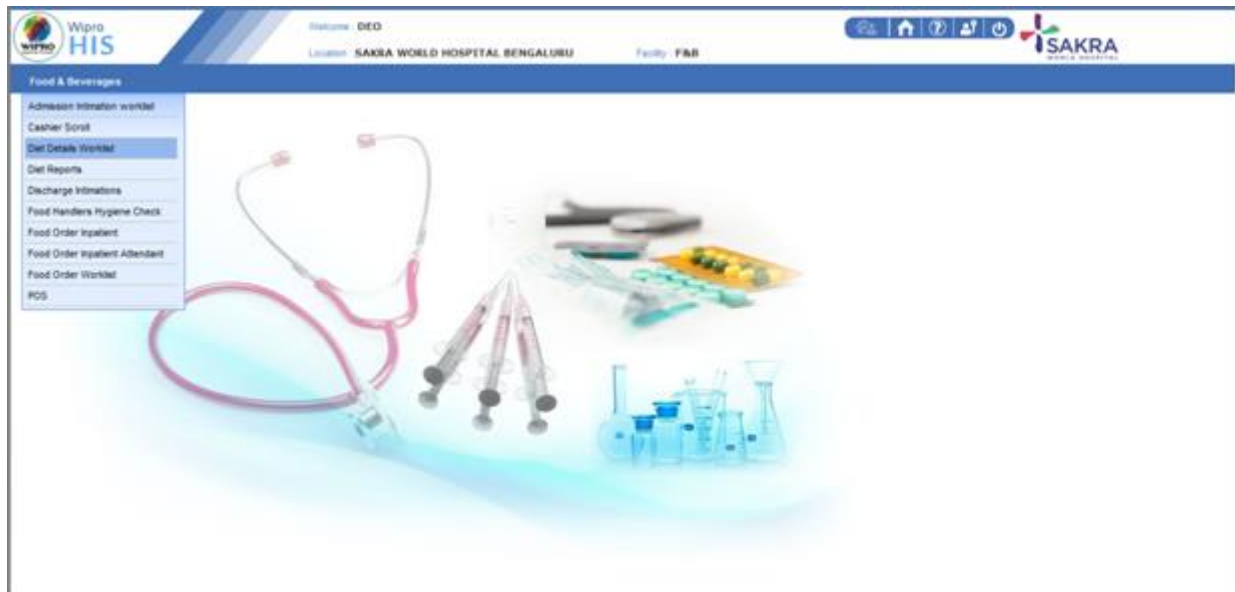 Wipro
HIS
WIPRO
Welcome : DEO
Location : SAKRA WORLD HOSPITAL BENGALURU
Facility : F&B
SAKRA
WORLD HOSPITAL
Food & Beverages
Admission Intimation worklist
Cashier Scroll
Diet Details Worklist
Diet Reports
Discharge Intimations
Food Handlers Hygiene Check
Food Order Inpatient
Food Order Inpatient Attendant
Food Order Worklist
POS